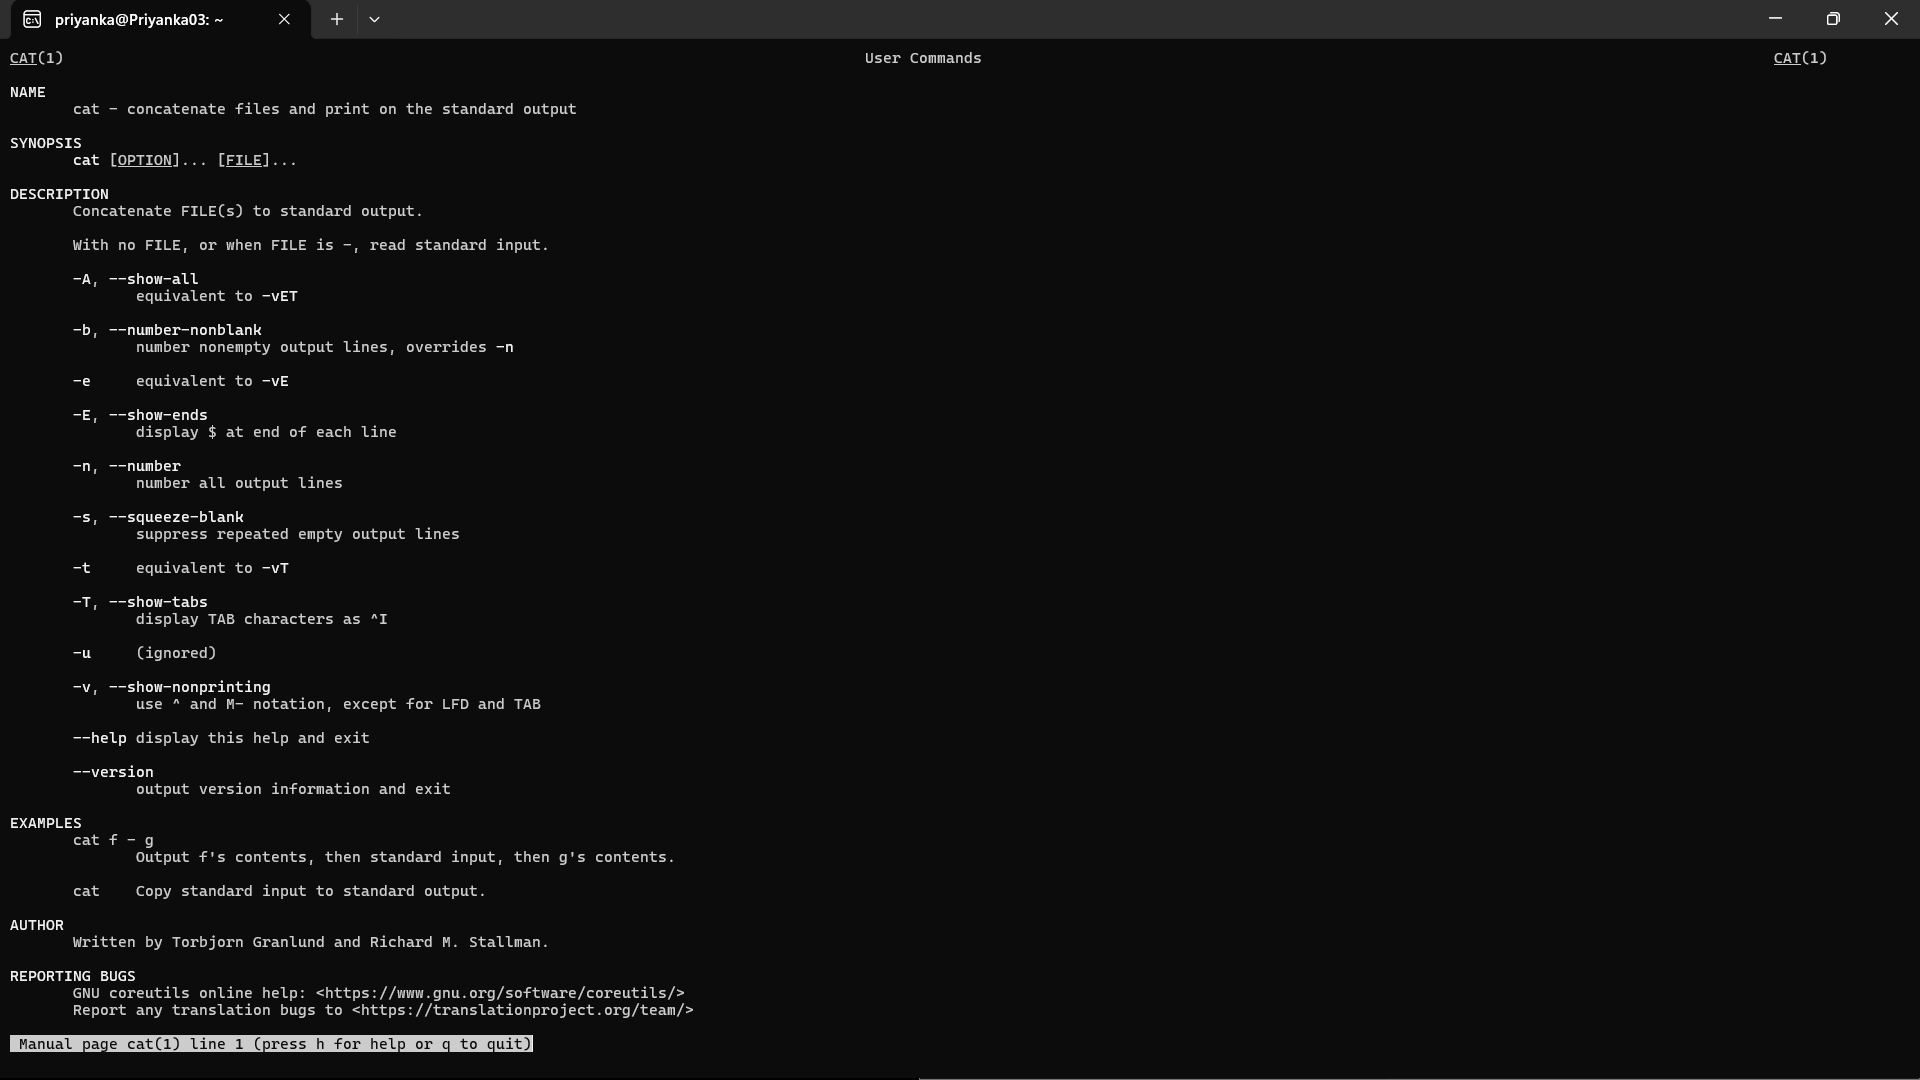 priyanka@Priyanka03: ~
CAT(1) User Commands CAT(1)
NAME
cat - concatenate files and print on the standard output
SYNOPSIS
cat [OPTION]... [FILE]...
DESCRIPTION
Concatenate FILE(s) to standard output.
With no FILE, or when FILE is -, read standard input.
-A, --show-all
equivalent to -vET
-b, --number-nonblank
number nonempty output lines, overrides -n
-e equivalent to -vE
-E, --show-ends
display $ at end of each line
-n, --number
number all output lines
-s, --squeeze-blank
suppress repeated empty output lines
-t equivalent to -vT
-T, --show-tabs
display TAB characters as ^I
-u (ignored)
-v, --show-nonprinting
use ^ and M- notation, except for LFD and TAB
--help display this help and exit
--version
output version information and exit
EXAMPLES
cat f - g
Output f's contents, then standard input, then g's contents.
cat Copy standard input to standard output.
AUTHOR
Written by Torbjorn Granlund and Richard M. Stallman.
REPORTING BUGS
GNU coreutils online help: <https://www.gnu.org/software/coreutils/>
Report any translation bugs to <https://translationproject.org/team/>
Manual page cat(1) line 1 (press h for help or q to quit)